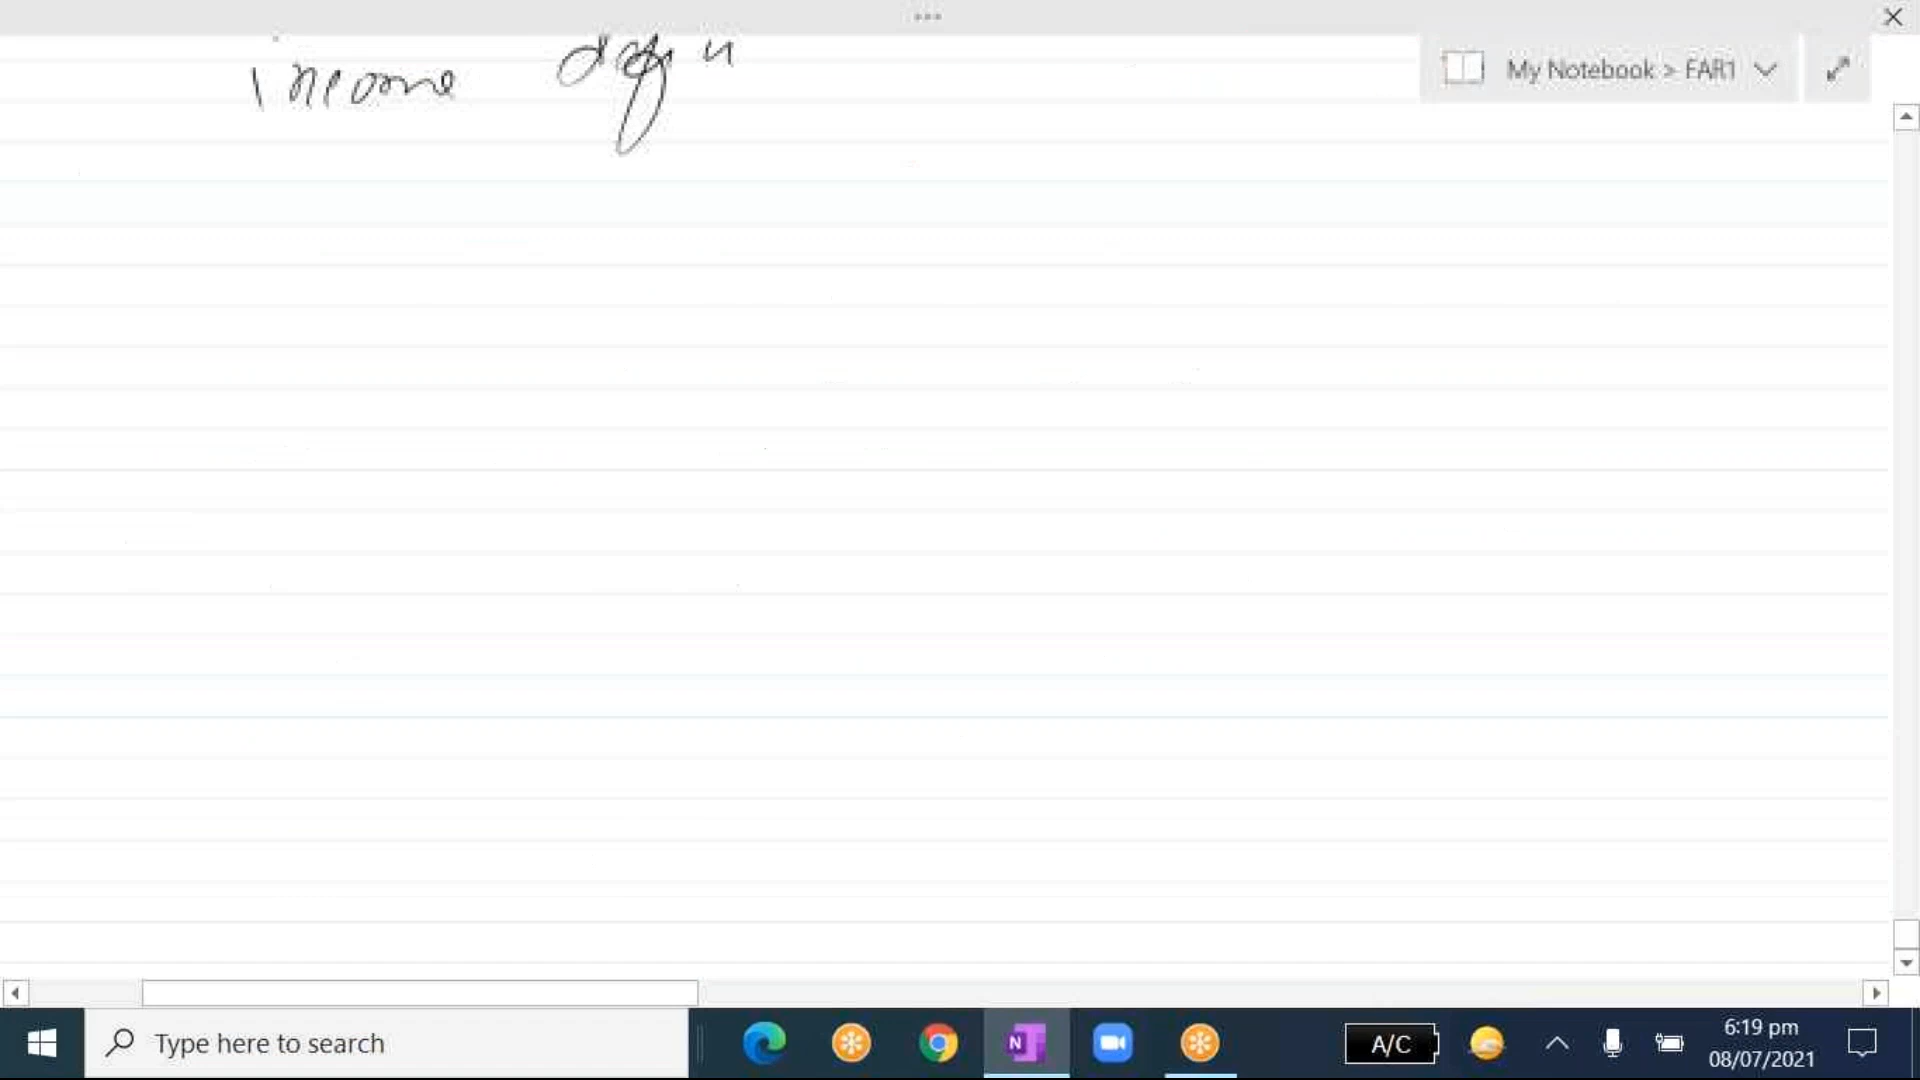 income
My Notebook > FAR1
Type here to search
A/C
6:19 pm
08/07/2021